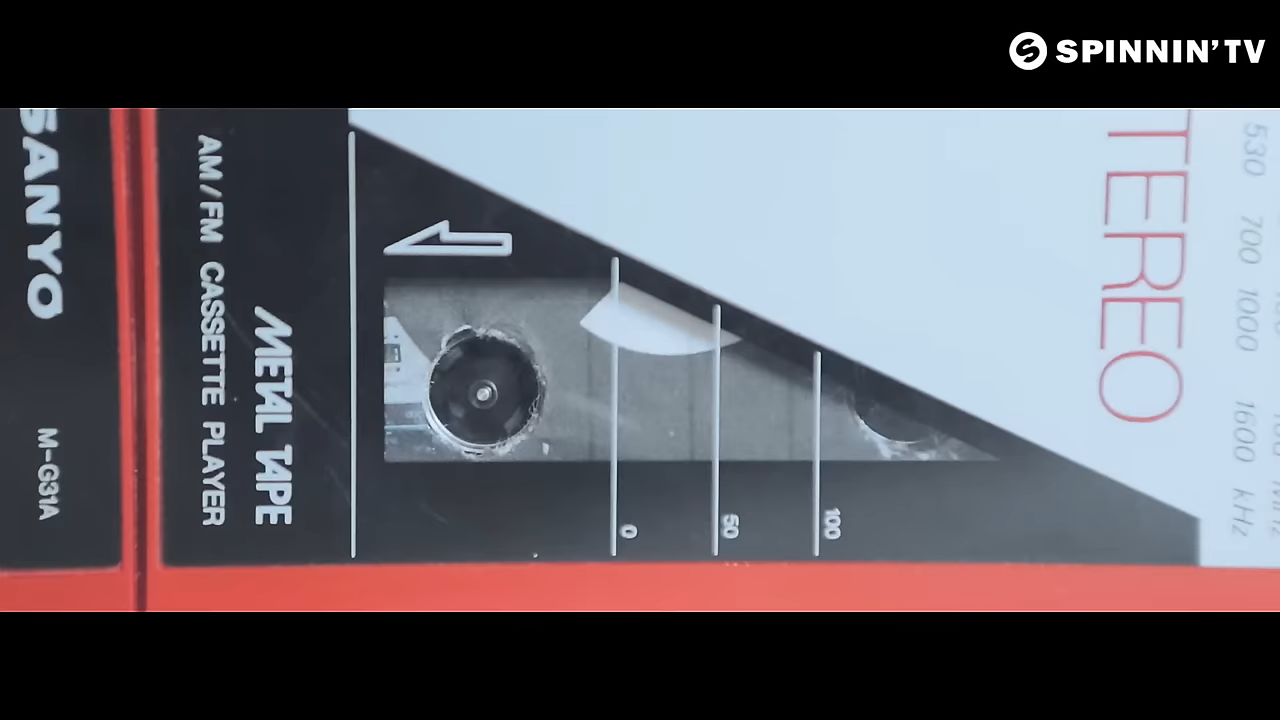 SPINNIN' TV
SANYO
M-G31A
AM/FM CASSETTE PLAYER
METAL TAPE
0
50
100
TEREO
530 700 1000 1600 kHz